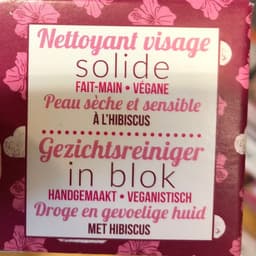 Nettoyant visage
solide
FAIT-MAIN • VÉGANE
Peau sèche et sensible
À L'HIBISCUS
Gezichtsreiniger
in blok
HANDGEMAAKT • VEGANISTISCH
Droge en gevoelige huid
MET HIBISCUS